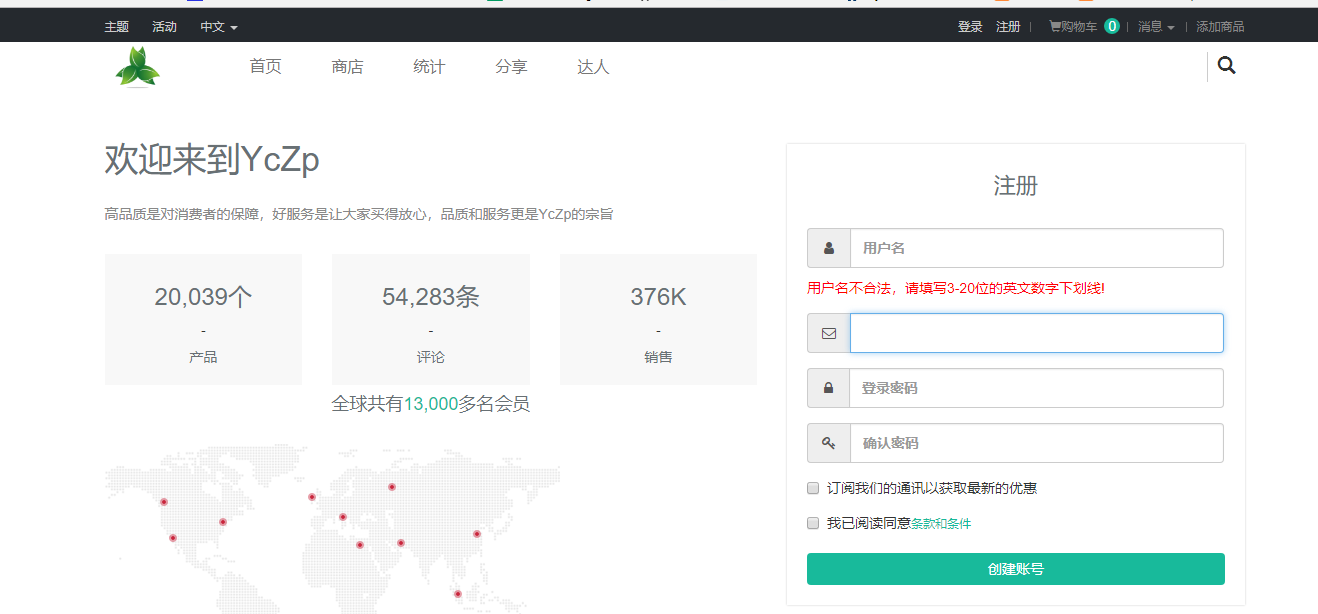 主题 活动 中文
登录 注册 | 购物车 0 | 消息 | 添加商品
首页 商店 统计 分享 达人
欢迎来到YcZp
高品质是对消费者的保障，好服务是让大家买得放心，品质和服务更是YcZp的宗旨
20,039个
-
产品
54,283条
-
评论
376K
-
销售
全球共有13,000多名会员
注册
用户名
用户名不合法，请填写3-20位的英文数字下划线!
登录密码
确认密码
订阅我们的通讯以获取最新的优惠
我已阅读同意条款和条件
创建账号